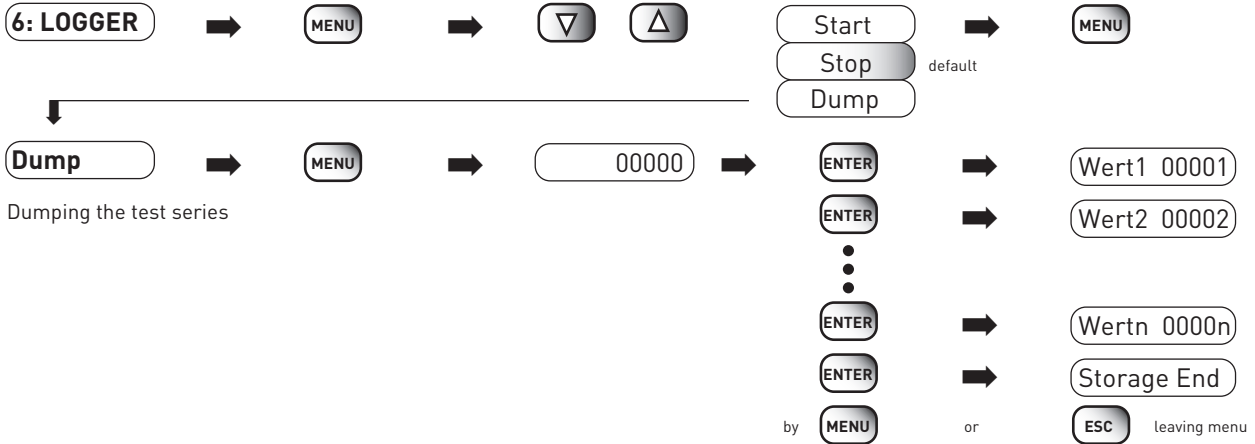 6: LOGGER MENU Start MENU
Stop default
Dump
Dump MENU 00000 ENTER Wert1 00001
Dumping the test series ENTER Wert2 00002
ENTER Wertn 0000n
ENTER Storage End
by MENU or ESC leaving menu